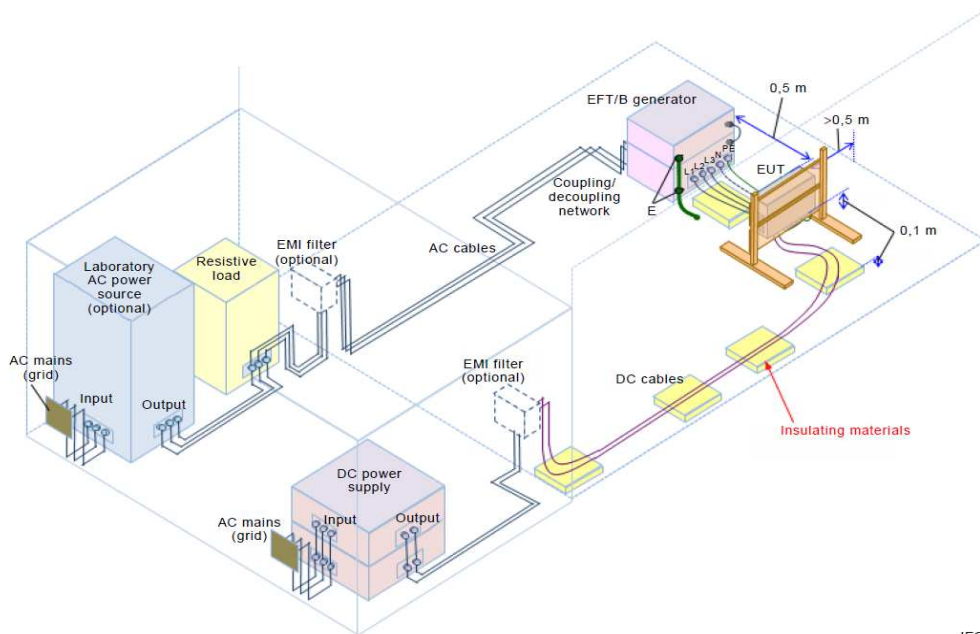 EFT/B generator
0,5 m
>0,5 m
L1
L2
L3
N
PE
EUT
E
Coupling/
decoupling
network
0,1 m
AC cables
EMI filter
(optional)
Laboratory
AC power
source
(optional)
Resistive
load
AC mains
(grid)
Input
Output
EMI filter
(optional)
DC cables
Insulating materials
DC power
supply
AC mains
(grid)
Input
Output